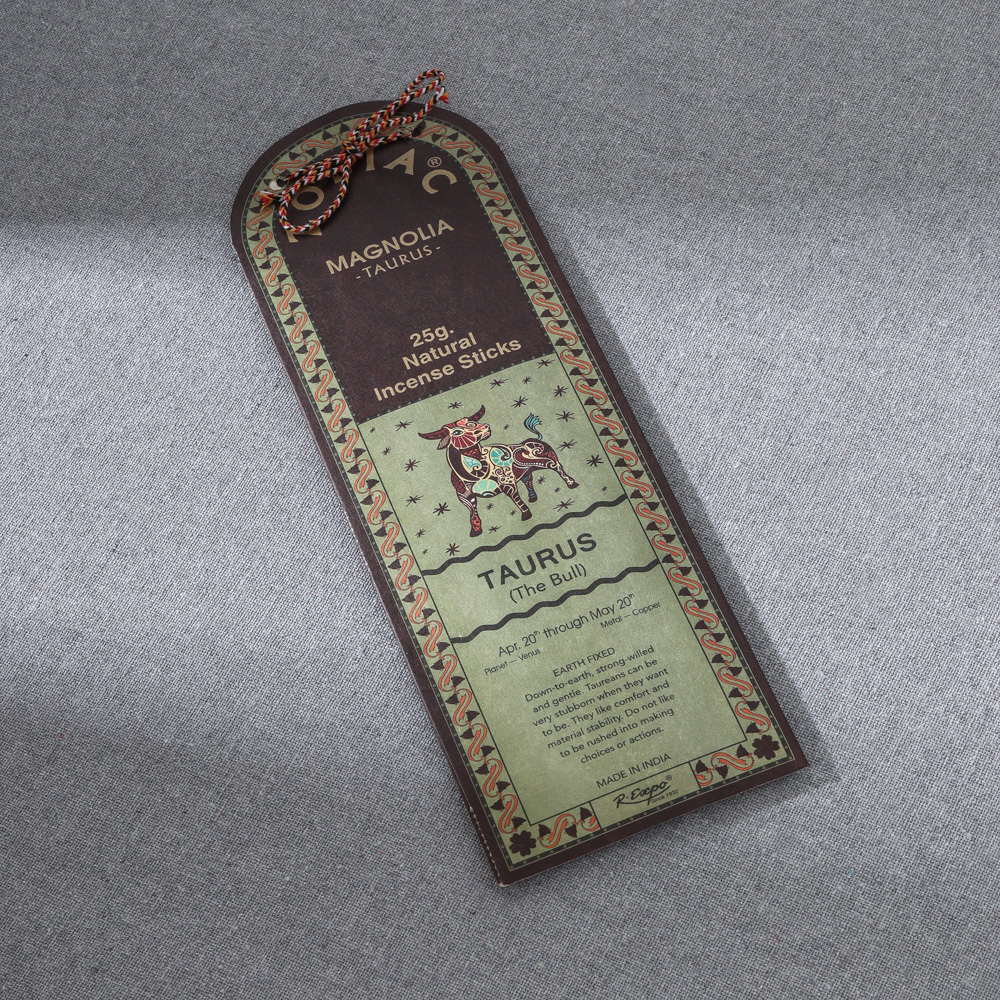 ZODIAC®
MAGNOLIA
-TAURUS-
25g.
Natural
Incense Sticks
TAURUS
(The Bull)
Apr. 20th through May 20th
Planet — Venus Metal — Copper
EARTH FIXED
Down-to-earth, strong-willed
and gentle. Taureans can be
very stubborn when they want
to be. They like comfort and
material stability. Do not like
to be rushed into making
choices or actions.
MADE IN INDIA
R-Expo®
Since 1932